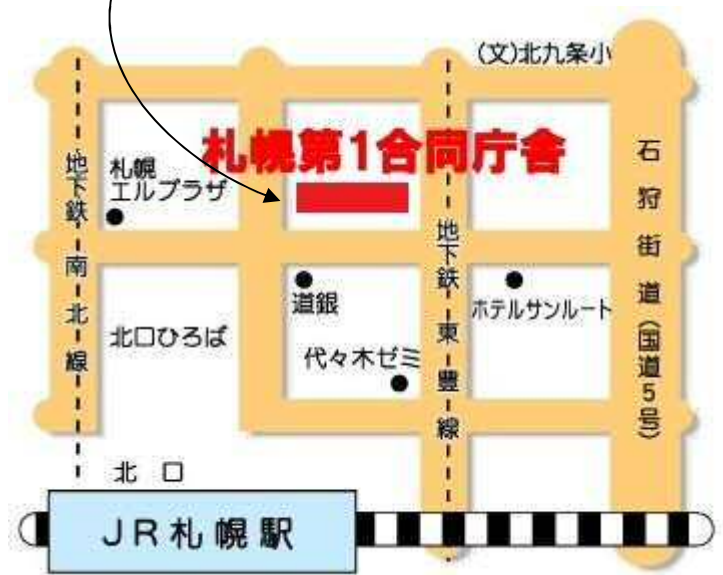 (文)北九条小
札幌第1合同庁舎
札幌
エルプラザ
地下鉄南北線
地下鉄東豊線
石狩街道(国道5号)
道銀
ホテルサンルート
北口ひろば
代々木ゼミ
北口
JR札幌駅